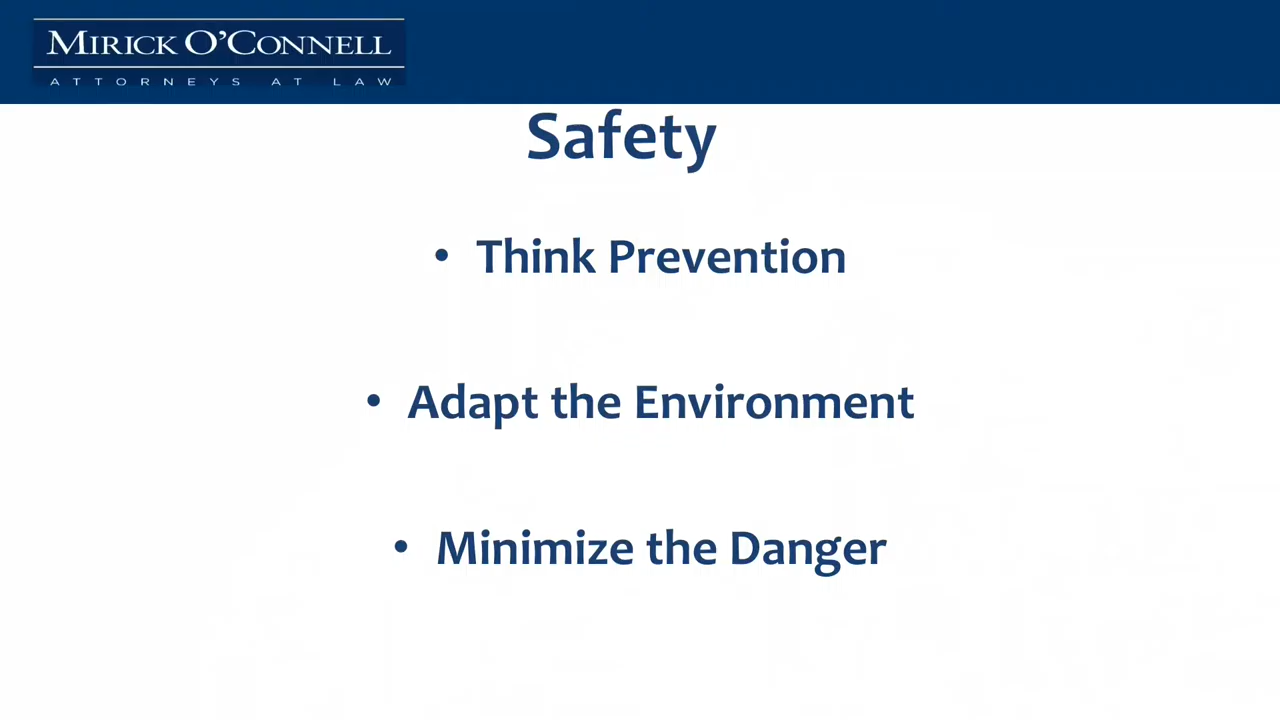 MIRICK O'CONNELL
ATTORNEYS AT LAW
Safety
• Think Prevention
• Adapt the Environment
• Minimize the Danger